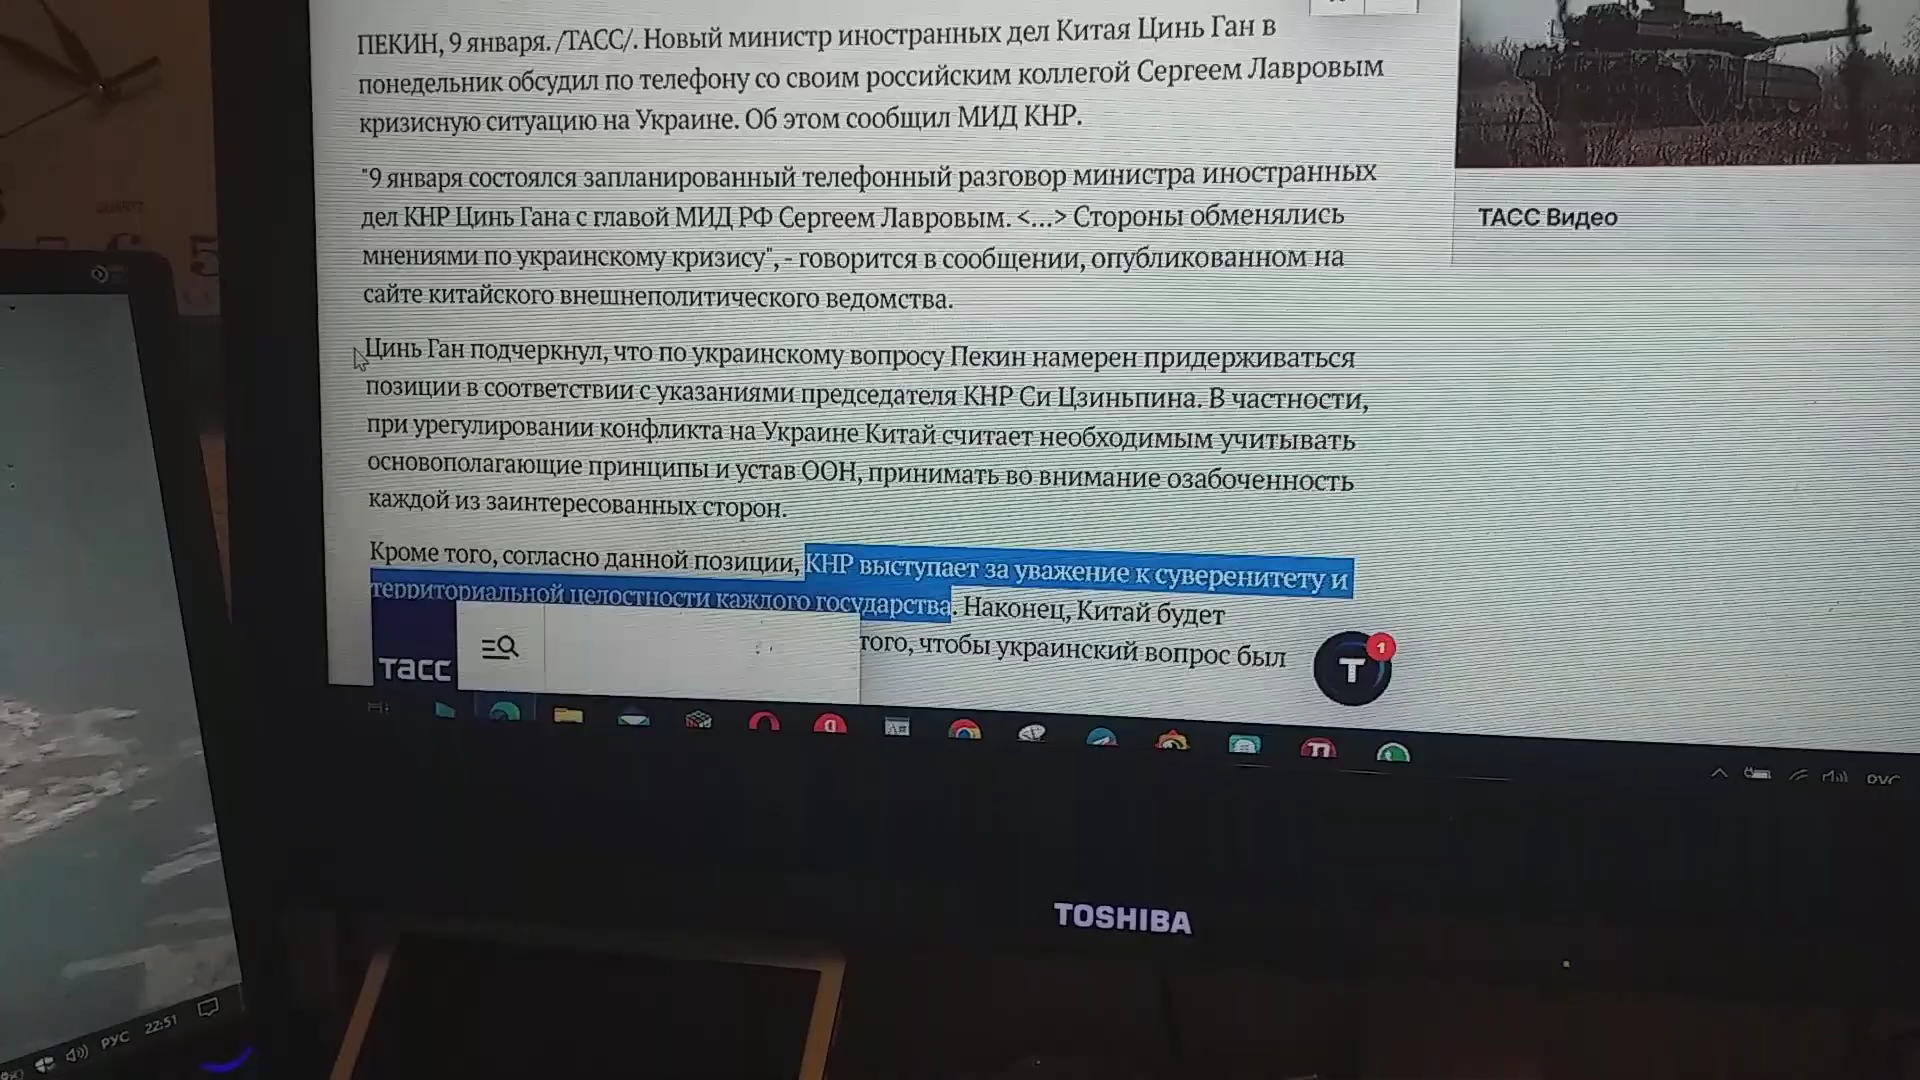 ПЕКИН, 9 января. /ТАСС/. Новый министр иностранных дел Китая Цинь Ган в
понедельник обсудил по телефону со своим российским коллегой Сергеем Лавровым
кризисную ситуацию на Украине. Об этом сообщил МИД КНР.
"9 января состоялся запланированный телефонный разговор министра иностранных
дел КНР Цинь Гана с главой МИД РФ Сергеем Лавровым. <...> Стороны обменялись
мнениями по украинскому кризису", - говорится в сообщении, опубликованном на
сайте китайского внешнеполитического ведомства.
Цинь Ган подчеркнул, что по украинскому вопросу Пекин намерен придерживаться
позиции в соответствии с указаниями председателя КНР Си Цзиньпина. В частности,
при урегулировании конфликта на Украине Китай считает необходимым учитывать
основополагающие принципы и устав ООН, принимать во внимание озабоченность
каждой из заинтересованных сторон.
Кроме того, согласно данной позиции, КНР выступает за уважение к суверенитету и
территориальной целостности каждого государства. Наконец, Китай будет
того, чтобы украинский вопрос был
ТАСС Видео
тасс
Т
1
РУС
TOSHIBA
РУС 22:51
QUARTZ
6 5